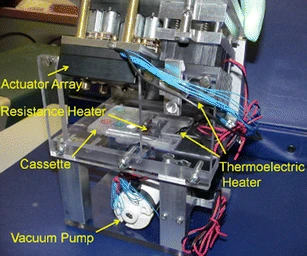 Actuator Array
Resistance Heater
Cassette
Thermoelectric
Heater
Vacuum Pump